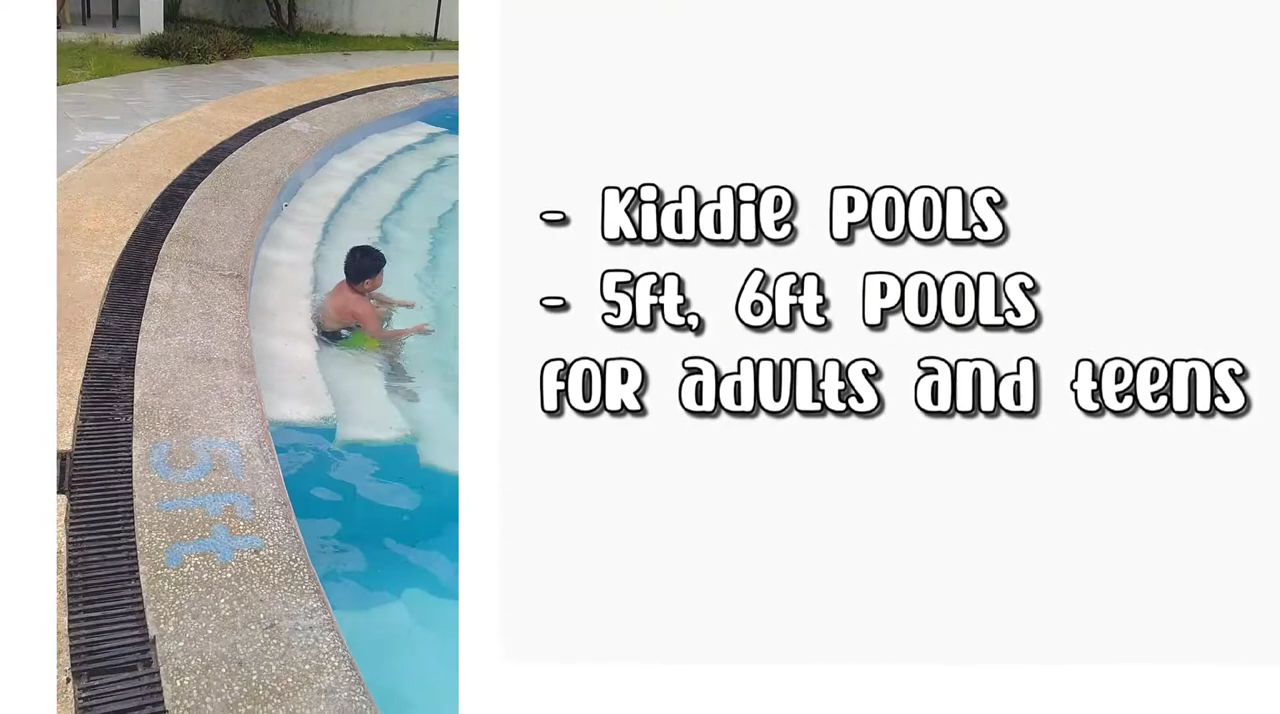 5ft
- Kiddie POOLS
- 5ft, 6ft POOLS
for adults and teens